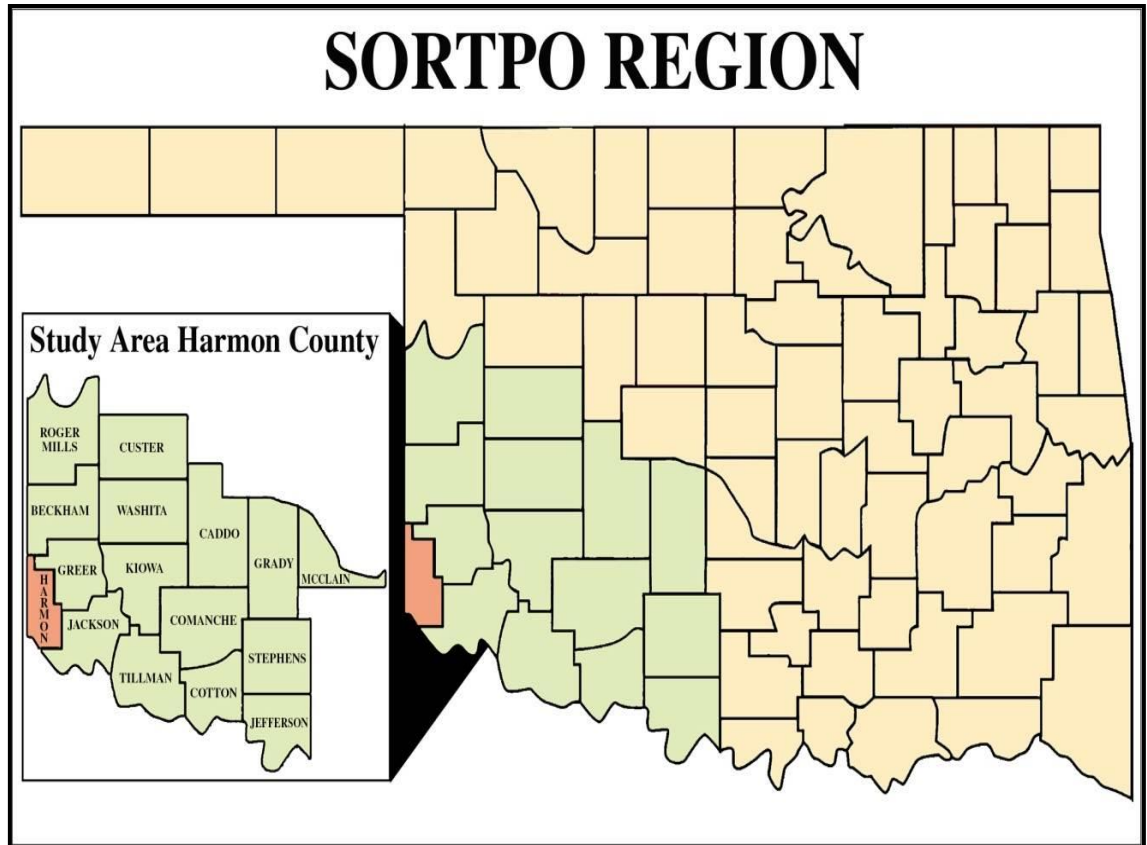 SORTPO REGION
Study Area Harmon County
ROGER
MILLS
CUSTER
BECKHAM
WASHITA
CADDO
GREER
KIOWA
GRADY
MCCLAIN
HARMON
JACKSON
COMANCHE
STEPHENS
TILLMAN
COTTON
JEFFERSON